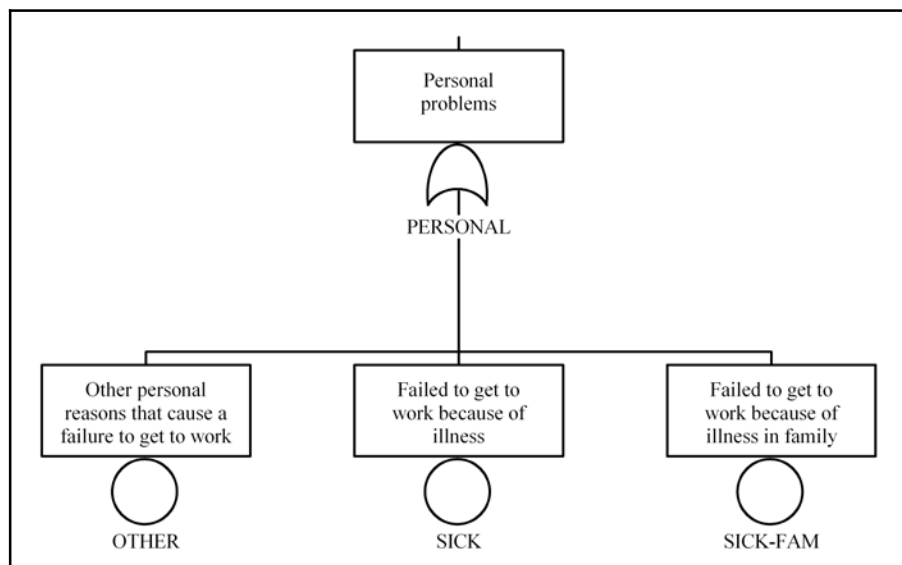 Personal
problems
PERSONAL
Other personal
reasons that cause a
failure to get to work
Failed to get to
work because of
illness
Failed to get to
work because of
illness in family
OTHER
SICK
SICK-FAM